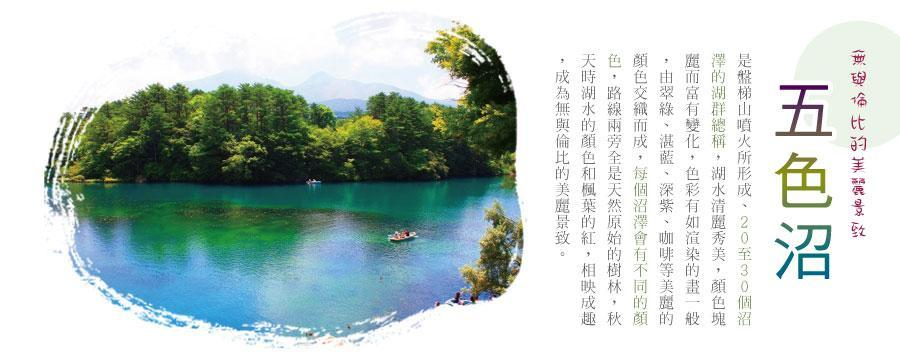 無與倫比的美麗景致
五色沼
是盤梯山噴火所形成、20至30個沼
澤的湖群總稱，湖水清麗秀美，顏色塊
麗而富有變化，色彩有如渲染的畫一般
，由翠綠、湛藍、深紫、咖啡等美麗的
顏色交織而成，每個沼澤會有不同的顏
色，路線兩旁全是天然原始的樹林，秋
天時湖水的顏色和楓葉的紅，相映成趣
，成為無與倫比的美麗景致。